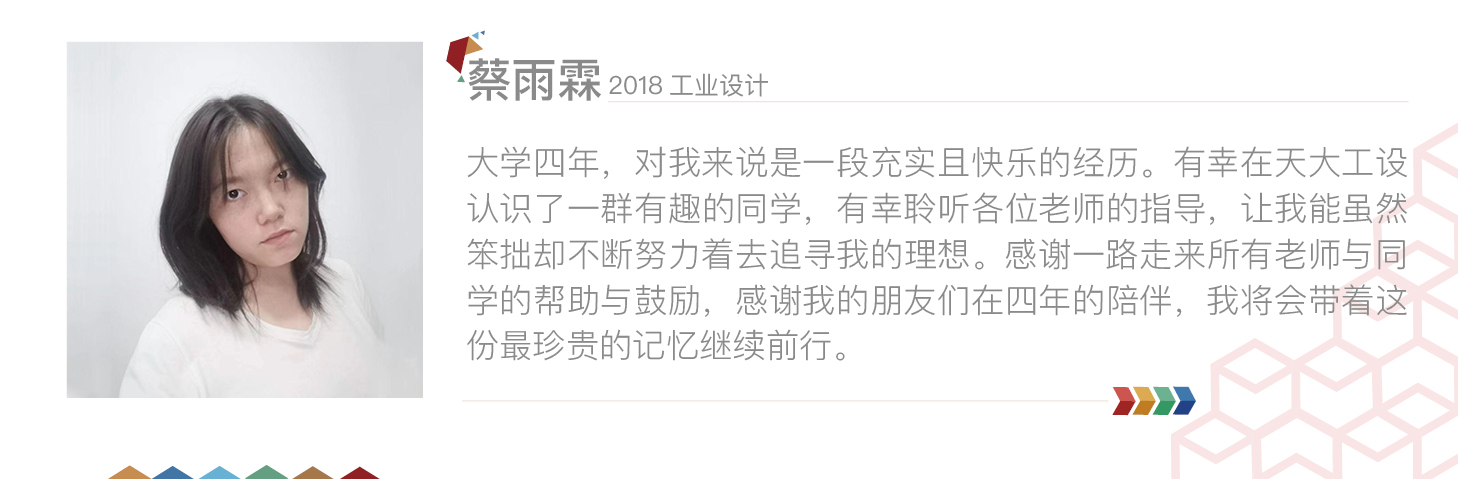 蔡雨霖 2018 工业设计
大学四年，对我来说是一段充实且快乐的经历。有幸在天大工设
认识了一群有趣的同学，有幸聆听各位老师的指导，让我能虽然
笨拙却不断努力着去追寻我的理想。感谢一路走来所有老师与同
学的帮助与鼓励，感谢我的朋友们在四年的陪伴，我将会带着这
份最珍贵的记忆继续前行。